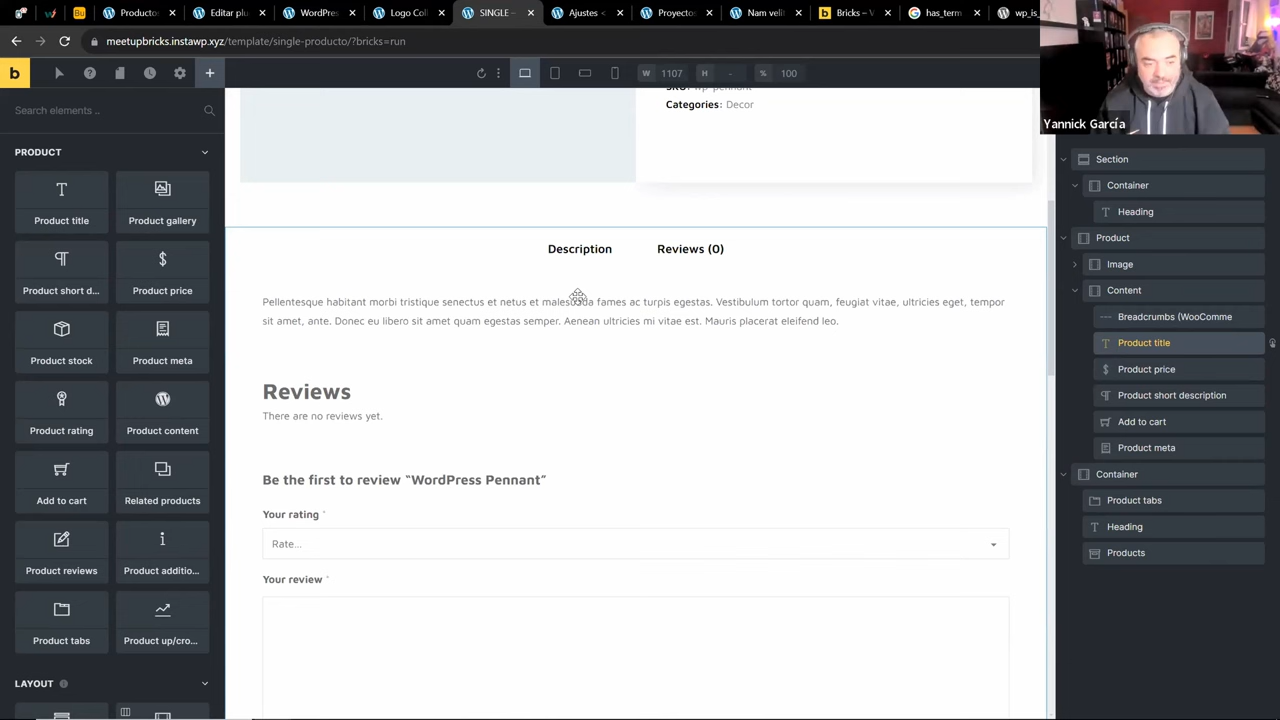 Productos
Editar plu
WordPres
Logo Coli
SINGLE –
Ajustes <
Proyectos
Nam veli
Bricks – V
has_term
wp_is_
meetupbricks.instawp.xyz/template/single-producto/?bricks=run
b
W 1107 H - % 100
Search elements ..
PRODUCT
Product title
Product gallery
Product short d...
Product price
Product stock
Product meta
Product rating
Product content
Add to cart
Related products
Product reviews
Product additio...
Product tabs
Product up/cro...
LAYOUT
SKU: wp-pennant
Categories: Decor
Description
Reviews (0)
Pellentesque habitant morbi tristique senectus et netus et malesuada fames ac turpis egestas. Vestibulum tortor quam, feugiat vitae, ultricies eget, tempor
sit amet, ante. Donec eu libero sit amet quam egestas semper. Aenean ultricies mi vitae est. Mauris placerat eleifend leo.
Reviews
There are no reviews yet.
Be the first to review “WordPress Pennant”
Your rating *
Rate...
Your review *
Yannick García
Section
Container
Heading
Product
Image
Content
Breadcrumbs (WooComme
Product title
Product price
Product short description
Add to cart
Product meta
Container
Product tabs
Heading
Products